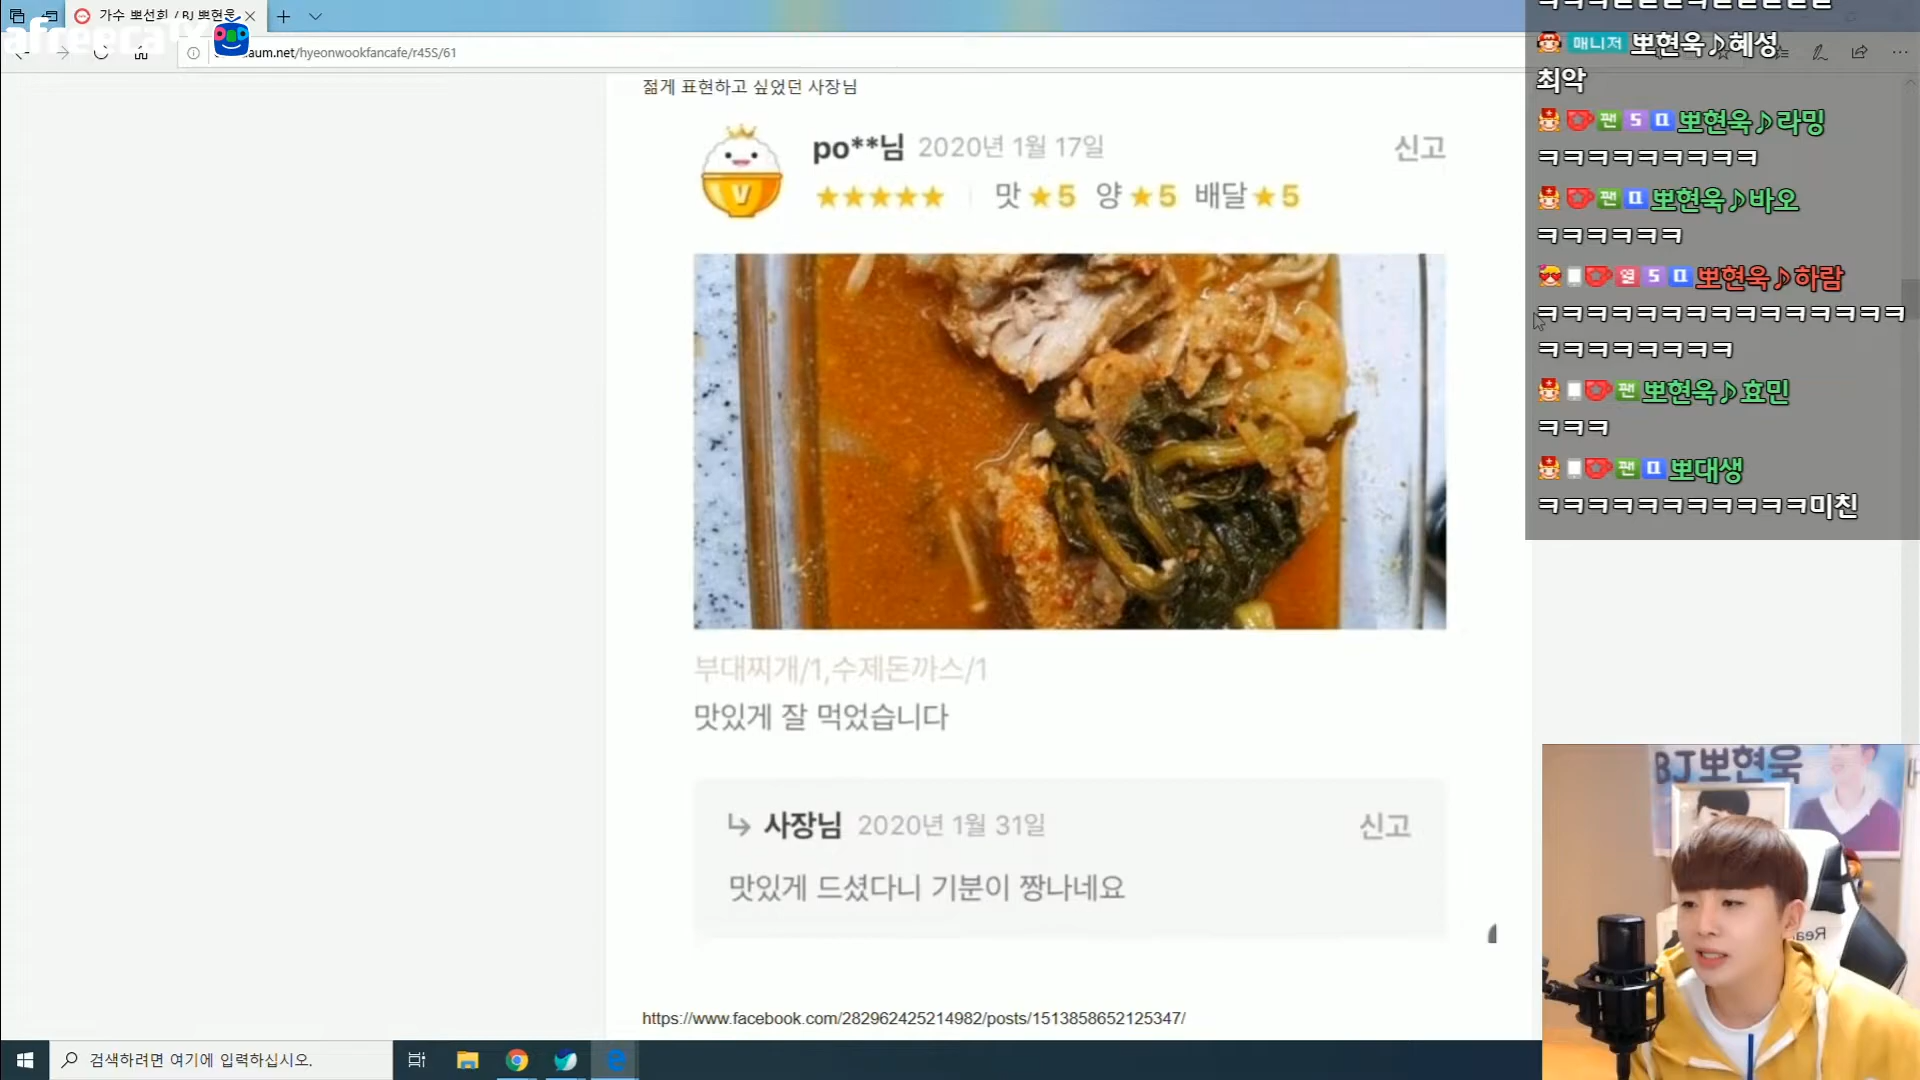 가수 뽀선회 / BJ 뽀현욱
afreecaTV
aum.net/hyeonwookfancafe/r45S/61
젊게 표현하고 싶었던 사장님
po**님 2020년 1월 17일 신고
★★★★★ 맛 ★ 5 양 ★ 5 배달 ★ 5
부대찌개/1,수제돈까스/1
맛있게 잘 먹었습니다
↳ 사장님 2020년 1월 31일 신고
맛있게 드셨다니 기분이 짱나네요
https://www.facebook.com/282962425214982/posts/1513858652125347/
매니저 뽀현욱♪혜성
최악
팬 5 뽀현욱♪라밍
ㅋㅋㅋㅋㅋㅋㅋㅋㅋ
팬 뽀현욱♪바오
ㅋㅋㅋㅋㅋㅋ
열 5 뽀현욱♪하람
ㅋㅋㅋㅋㅋㅋㅋㅋㅋㅋㅋㅋㅋㅋㅋ
ㅋㅋㅋㅋㅋㅋㅋㅋ
팬 뽀현욱♪효민
ㅋㅋㅋ
팬 뽀대생
ㅋㅋㅋㅋㅋㅋㅋㅋㅋㅋㅋ미친
BJ뽀현욱
Rea
검색하려면 여기에 입력하십시오.